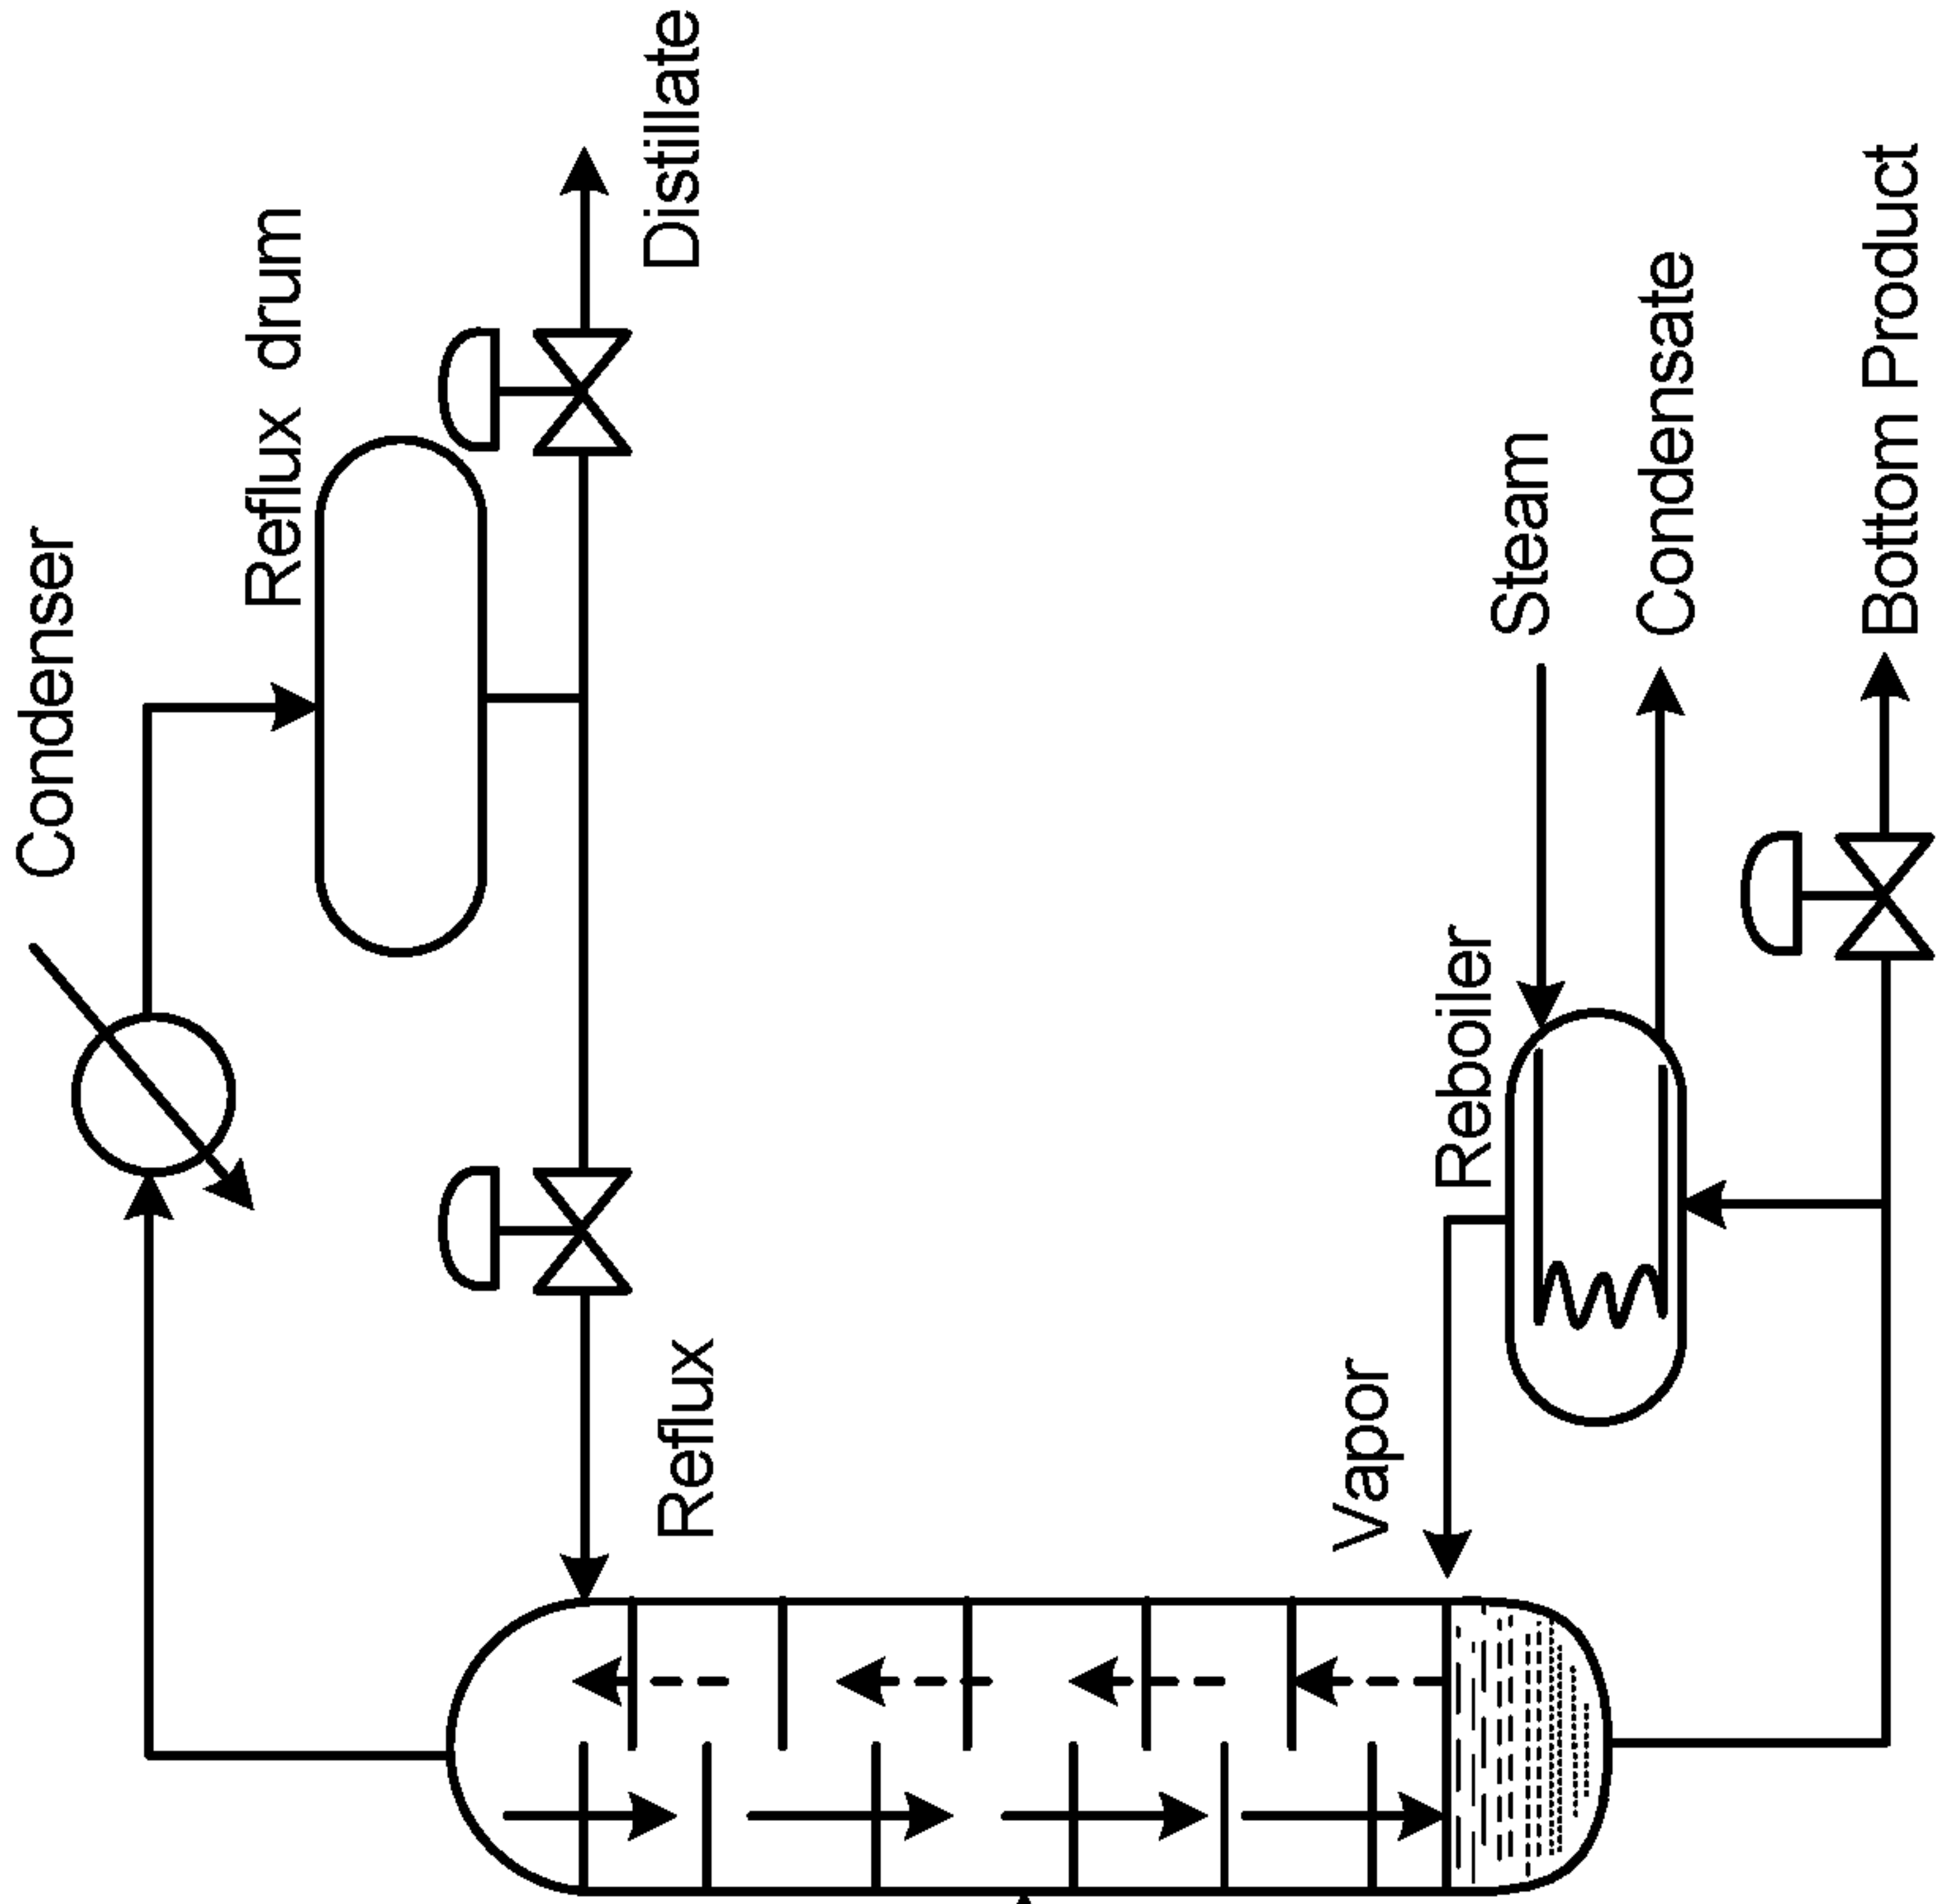 Condenser
Reflux drum
Distillate
Reflux
Vapor
Reboiler
Steam
Condensate
Bottom Product